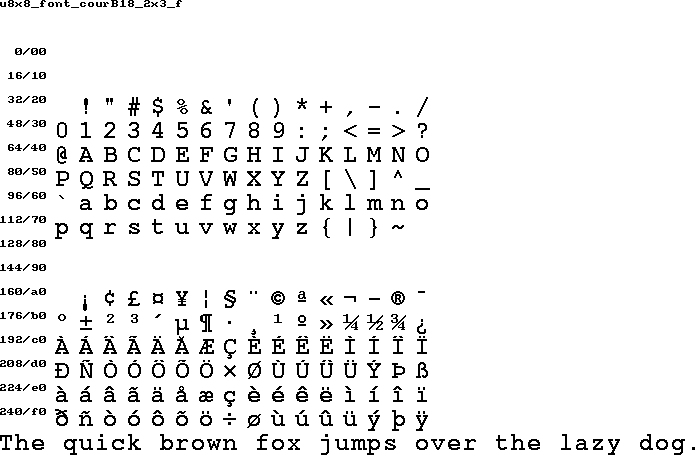 u8x8_font_courB18_2x3_f
0/00
16/10
32/20 ! " # $ % & ' ( ) * + , - . /
48/30 0 1 2 3 4 5 6 7 8 9 : ; < = > ?
64/40 @ A B C D E F G H I J K L M N O
80/50 P Q R S T U V W X Y Z [ \ ] ^ _
96/60 ` a b c d e f g h i j k l m n o
112/70 p q r s t u v w x y z { | } ~
128/80
144/90
160/a0 ¡ ¢ £ ¤ ¥ ¦ § ¨ © ª « ¬ - ® ¯
176/b0 ° ± ² ³ ´ µ ¶ · ¸ ¹ º » ¼ ½ ¾ ¿
192/c0 À Á Â Ã Ä Å Æ Ç È É Ê Ë Ì Í Î Ï
208/d0 Ð Ñ Ò Ó Ô Õ Ö × Ø Ù Ú Û Ü Ý Þ ß
224/e0 à á â ã ä å æ ç è é ê ë ì í î ï
240/f0 ð ñ ò ó ô õ ö ÷ ø ù ú û ü ý þ ÿ
The quick brown fox jumps over the lazy dog.